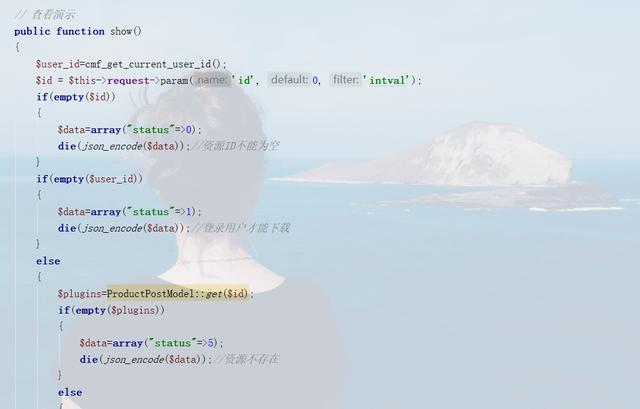 // 查看演示
public function show()
{
$user_id=cmf_get_current_user_id();
$id = $this->request->param( name: 'id', default: 0, filter: 'intval');
if(empty($id))
{
$data=array("status"=>0);
die(json_encode($data));//资源ID不能为空
}
if(empty($user_id))
{
$data=array("status"=>1);
die(json_encode($data));//登录用户才能下载
}
else
{
$plugins=ProductPostModel::get($id);
if(empty($plugins))
{
$data=array("status"=>5);
die(json_encode($data));//资源不存在
}
else
{